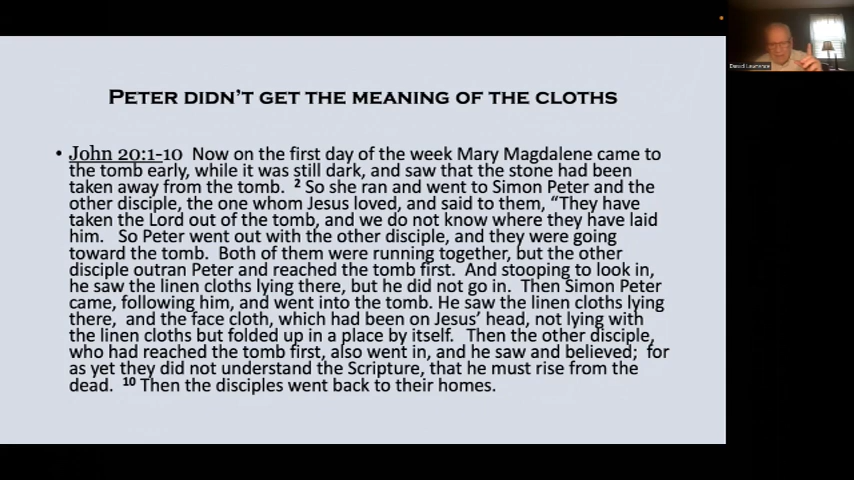 PETER DIDN'T GET THE MEANING OF THE CLOTHS
• John 20:1-10 Now on the first day of the week Mary Magdalene came to
the tomb early, while it was still dark, and saw that the stone had been
taken away from the tomb. 2 So she ran and went to Simon Peter and the
other disciple, the one whom Jesus loved, and said to them, "They have
taken the Lord out of the tomb, and we do not know where they have laid
him. So Peter went out with the other disciple, and they were going
toward the tomb. Both of them were running together, but the other
disciple outran Peter and reached the tomb first. And stooping to look in,
he saw the linen cloths lying there, but he did not go in. Then Simon Peter
came, following him, and went into the tomb. He saw the linen cloths lying
there, and the face cloth, which had been on Jesus' head, not lying with
the linen cloths but folded up in a place by itself. Then the other disciple,
who had reached the tomb first, also went in, and he saw and believed; for
as yet they did not understand the Scripture, that he must rise from the
dead. 10 Then the disciples went back to their homes.